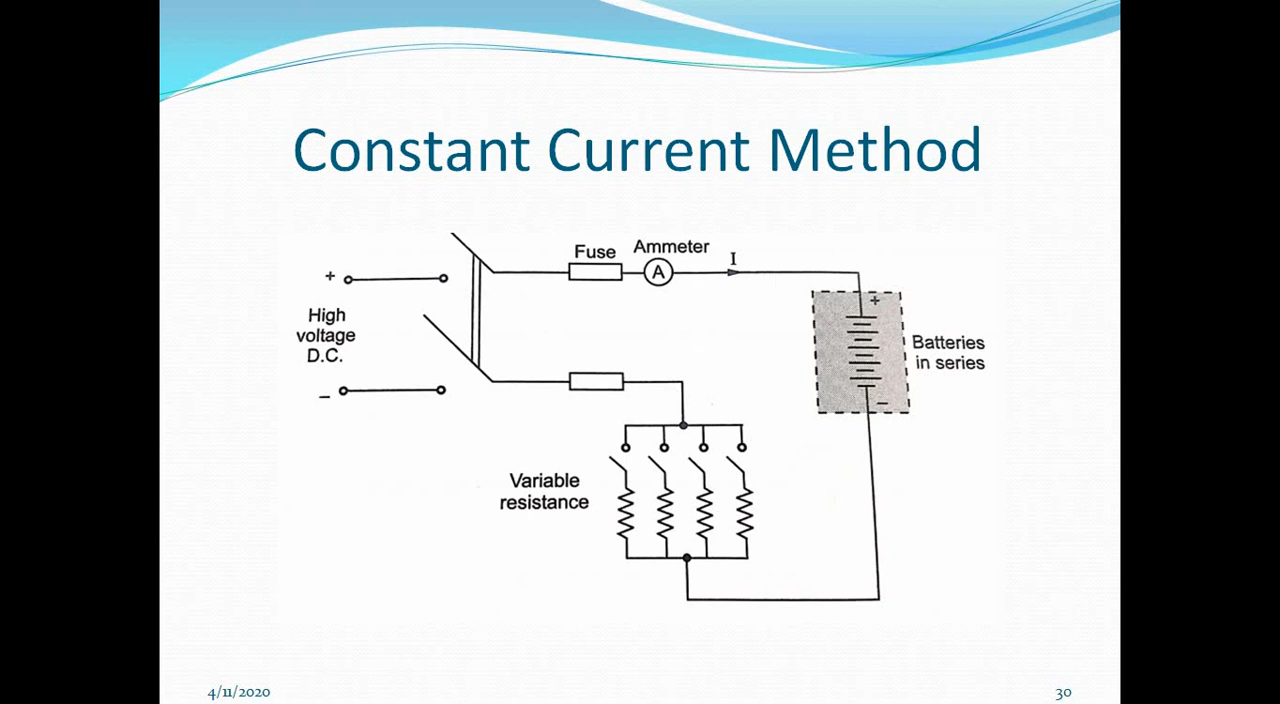 Constant Current Method
Fuse
Ammeter
A
I
+
High
voltage
D.C.
–
+
Batteries
in series
–
Variable
resistance
4/11/2020
30